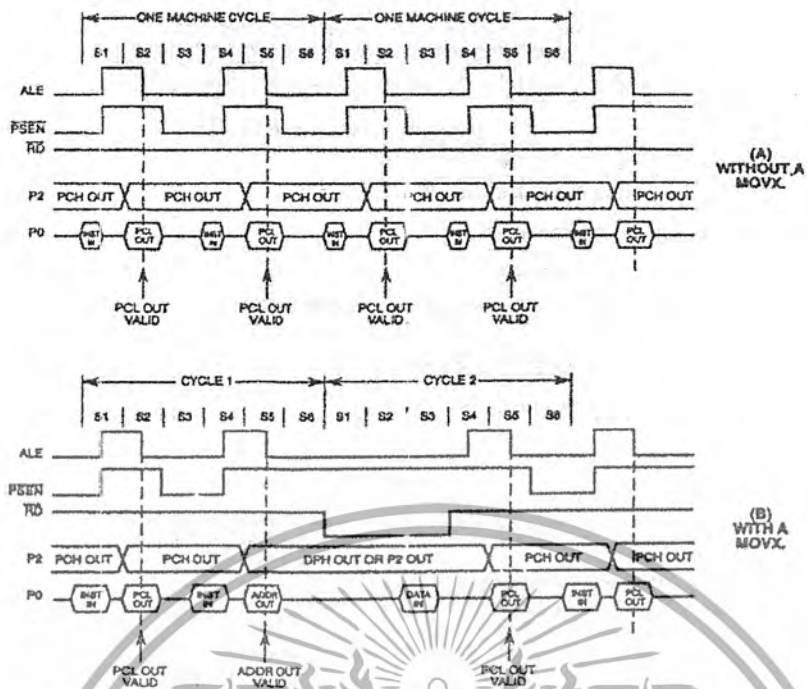 ONE MACHINE CYCLE ONE MACHINE CYCLE
S1 S2 S3 S4 S5 S6 S1 S2 S3 S4 S5 S6
ALE
PSEN
RD
(A)
WITHOUT A
MOVX.
P2 PCH OUT PCH OUT PCH OUT PCH OUT PCH OUT PCH OUT
P0 INST IN PCL OUT INST IN PCL OUT INST IN PCL OUT INST IN PCL OUT INST IN PCL OUT
PCL OUT VALID PCL OUT VALID PCL OUT VALID. PCL OUT VALID
CYCLE 1 CYCLE 2
S1 S2 S3 S4 S5 S6 S1 S2 S3 S4 S5 S6
ALE
PSEN
RD
(B)
WITH A
MOVX.
P2 PCH OUT PCH OUT DPH OUT OR P2 OUT PCH OUT PCH OUT
P0 INST IN PCL OUT INST IN ADDR OUT DATA IN PCL OUT INST IN PCL OUT
PCL OUT VALID ADDR OUT VALID PCL OUT VALID